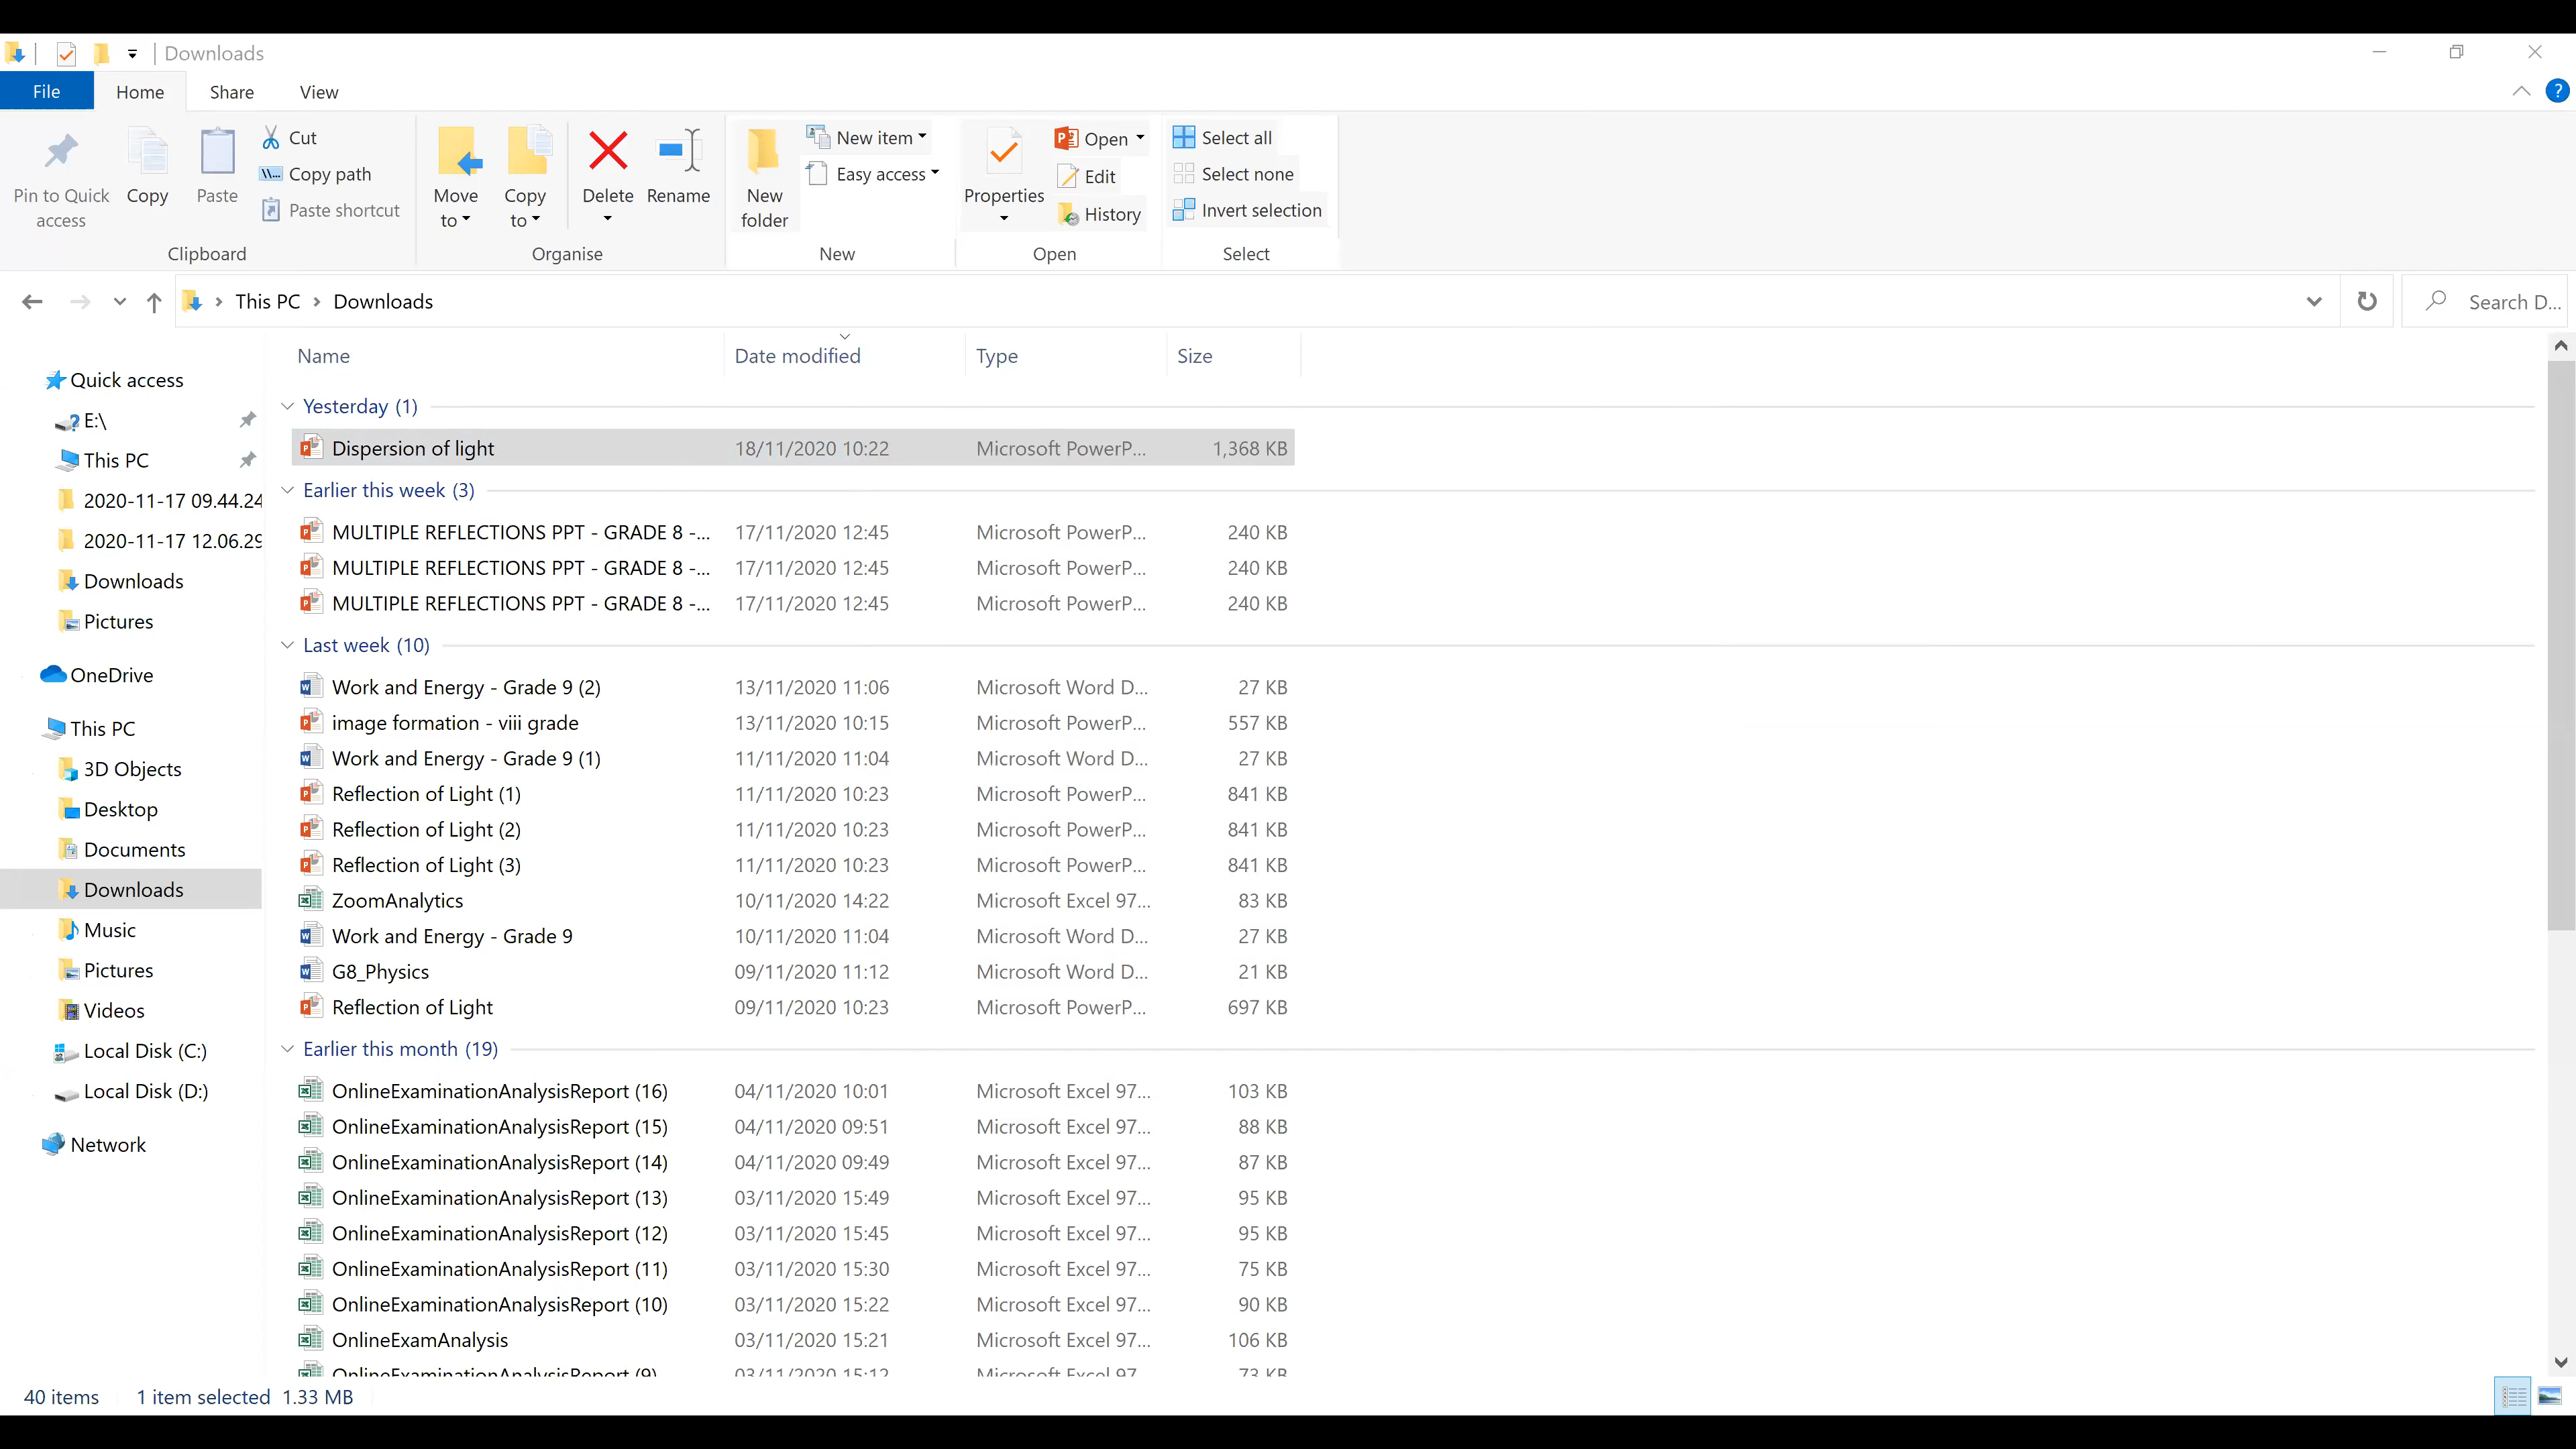 Downloads
File Home Share View
Pin to Quick access
Copy
Paste
Cut
Copy path
Paste shortcut
Clipboard
Move to
Copy to
Delete
Rename
Organise
New folder
New item
Easy access
New
Properties
Open
Edit
History
Open
Select all
Select none
Invert selection
Select
This PC > Downloads
Search D...
Quick access
E:\
This PC
2020-11-17 09.44.24
2020-11-17 12.06.29
Downloads
Pictures
OneDrive
This PC
3D Objects
Desktop
Documents
Downloads
Music
Pictures
Videos
Local Disk (C:)
Local Disk (D:)
Network
Name Date modified Type Size
Yesterday (1)
Dispersion of light 18/11/2020 10:22 Microsoft PowerP... 1,368 KB
Earlier this week (3)
MULTIPLE REFLECTIONS PPT - GRADE 8 -... 17/11/2020 12:45 Microsoft PowerP... 240 KB
MULTIPLE REFLECTIONS PPT - GRADE 8 -... 17/11/2020 12:45 Microsoft PowerP... 240 KB
MULTIPLE REFLECTIONS PPT - GRADE 8 -... 17/11/2020 12:45 Microsoft PowerP... 240 KB
Last week (10)
Work and Energy - Grade 9 (2) 13/11/2020 11:06 Microsoft Word D... 27 KB
image formation - viii grade 13/11/2020 10:15 Microsoft PowerP... 557 KB
Work and Energy - Grade 9 (1) 11/11/2020 11:04 Microsoft Word D... 27 KB
Reflection of Light (1) 11/11/2020 10:23 Microsoft PowerP... 841 KB
Reflection of Light (2) 11/11/2020 10:23 Microsoft PowerP... 841 KB
Reflection of Light (3) 11/11/2020 10:23 Microsoft PowerP... 841 KB
ZoomAnalytics 10/11/2020 14:22 Microsoft Excel 97... 83 KB
Work and Energy - Grade 9 10/11/2020 11:04 Microsoft Word D... 27 KB
G8_Physics 09/11/2020 11:12 Microsoft Word D... 21 KB
Reflection of Light 09/11/2020 10:23 Microsoft PowerP... 697 KB
Earlier this month (19)
OnlineExaminationAnalysisReport (16) 04/11/2020 10:01 Microsoft Excel 97... 103 KB
OnlineExaminationAnalysisReport (15) 04/11/2020 09:51 Microsoft Excel 97... 88 KB
OnlineExaminationAnalysisReport (14) 04/11/2020 09:49 Microsoft Excel 97... 87 KB
OnlineExaminationAnalysisReport (13) 03/11/2020 15:49 Microsoft Excel 97... 95 KB
OnlineExaminationAnalysisReport (12) 03/11/2020 15:45 Microsoft Excel 97... 95 KB
OnlineExaminationAnalysisReport (11) 03/11/2020 15:30 Microsoft Excel 97... 75 KB
OnlineExaminationAnalysisReport (10) 03/11/2020 15:22 Microsoft Excel 97... 90 KB
OnlineExamAnalysis 03/11/2020 15:21 Microsoft Excel 97... 106 KB
OnlineExaminationAnalysisReport (9) 03/11/2020 15:12 Microsoft Excel 97... 73 KB
40 items 1 item selected 1.33 MB